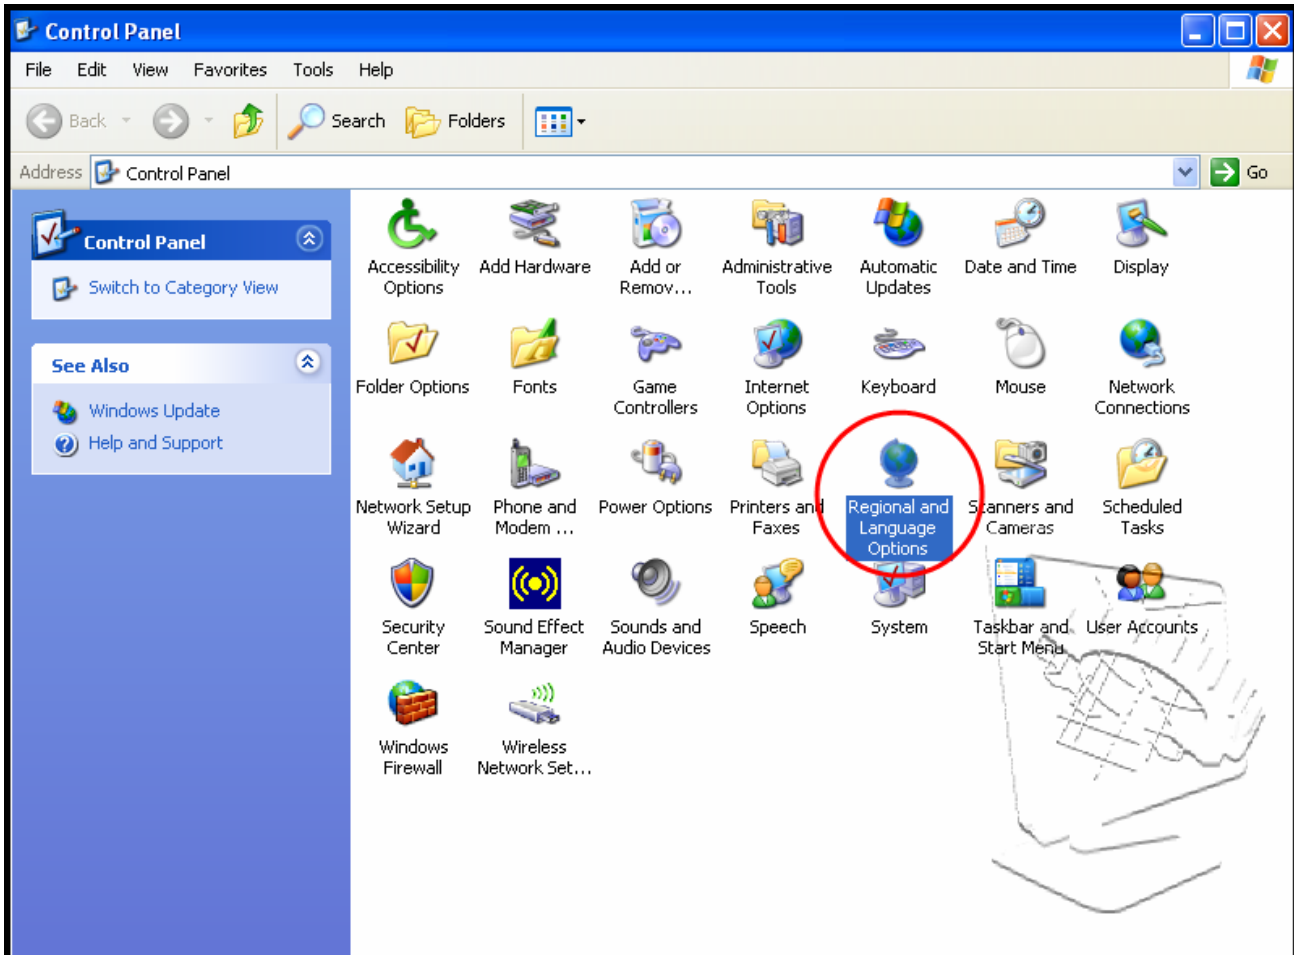 Control Panel
File Edit View Favorites Tools Help
Back Search Folders
Address Control Panel Go
Control Panel
Switch to Category View
See Also
Windows Update
Help and Support
Accessibility Options
Add Hardware
Add or Remov...
Administrative Tools
Automatic Updates
Date and Time
Display
Folder Options
Fonts
Game Controllers
Internet Options
Keyboard
Mouse
Network Connections
Network Setup Wizard
Phone and Modem ...
Power Options
Printers and Faxes
Regional and Language Options
Scanners and Cameras
Scheduled Tasks
Security Center
Sound Effect Manager
Sounds and Audio Devices
Speech
System
Taskbar and Start Menu
User Accounts
Windows Firewall
Wireless Network Set...